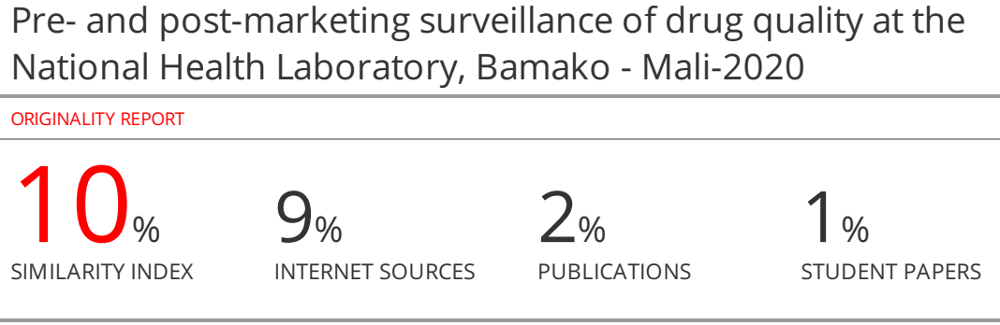 Pre- and post-marketing surveillance of drug quality at the
National Health Laboratory, Bamako - Mali-2020
ORIGINALITY REPORT
10% 9% 2% 1%
SIMILARITY INDEX INTERNET SOURCES PUBLICATIONS STUDENT PAPERS